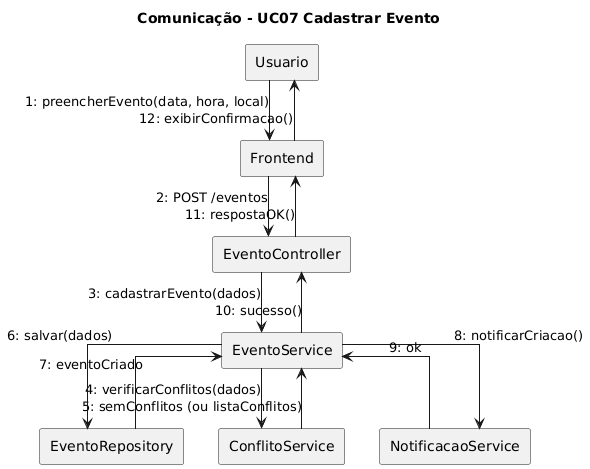 Comunicação - UC07 Cadastrar Evento
Usuario
1: preencherEvento(data, hora, local)
12: exibirConfirmacao()
Frontend
2: POST /eventos
11: respostaOK()
EventoController
3: cadastrarEvento(dados)
10: sucesso()
6: salvar(dados)
8: notificarCriacao()
9: ok
EventoService
7: eventoCriado
4: verificarConflitos(dados)
5: semConflitos (ou listaConflitos)
EventoRepository
ConflitoService
NotificacaoService